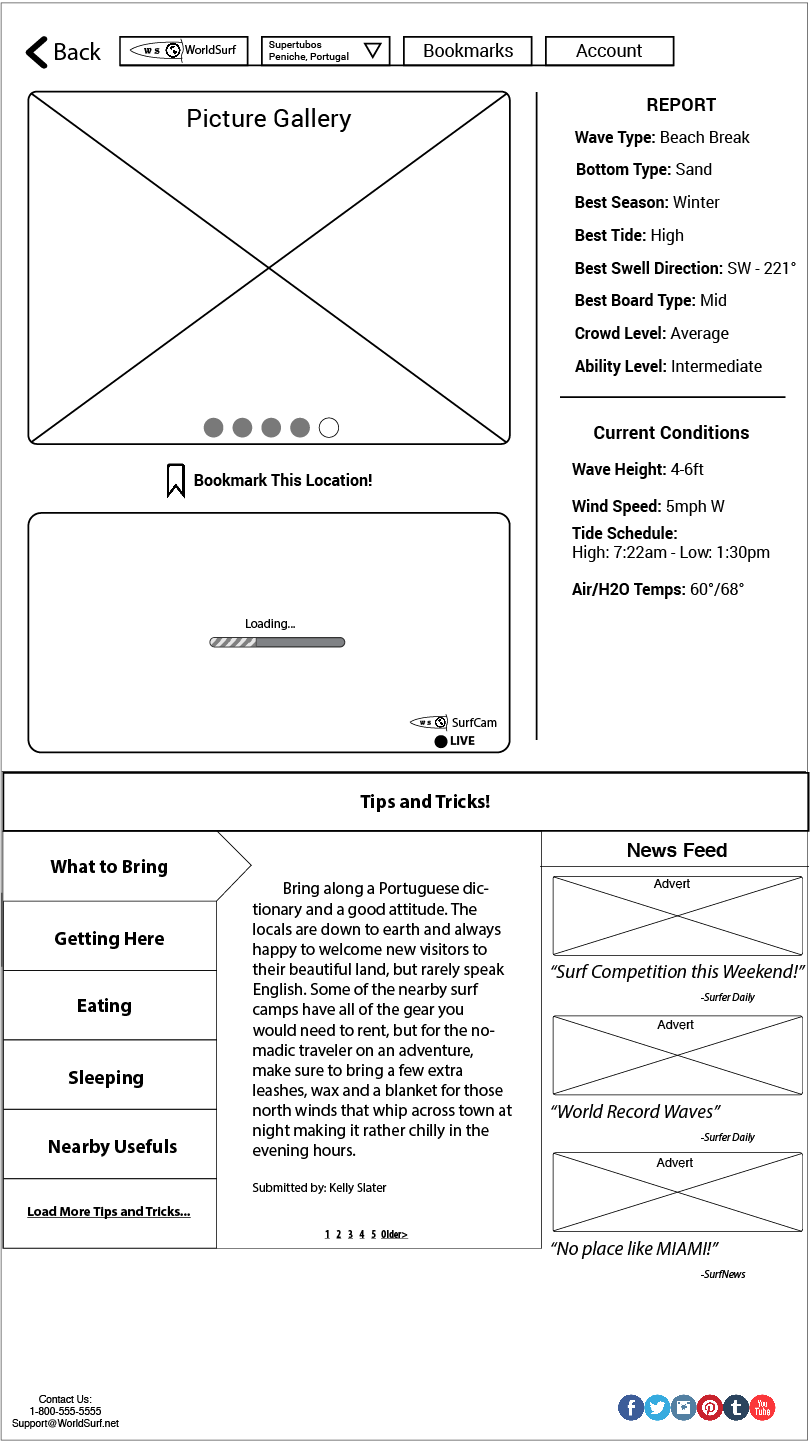 Back
W S WorldSurf
Supertubos
Peniche, Portugal
Bookmarks
Account
Picture Gallery
Bookmark This Location!
Loading...
W S SurfCam
LIVE
REPORT
Wave Type: Beach Break
Bottom Type: Sand
Best Season: Winter
Best Tide: High
Best Swell Direction: SW - 221°
Best Board Type: Mid
Crowd Level: Average
Ability Level: Intermediate
Current Conditions
Wave Height: 4-6ft
Wind Speed: 5mph W
Tide Schedule:
High: 7:22am - Low: 1:30pm
Air/H2O Temps: 60°/68°
Tips and Tricks!
What to Bring
Getting Here
Eating
Sleeping
Nearby Usefuls
Load More Tips and Tricks...
Bring along a Portuguese dic-
tionary and a good attitude. The
locals are down to earth and always
happy to welcome new visitors to
their beautiful land, but rarely speak
English. Some of the nearby surf
camps have all of the gear you
would need to rent, but for the no-
madic traveler on an adventure,
make sure to bring a few extra
leashes, wax and a blanket for those
north winds that whip across town at
night making it rather chilly in the
evening hours.
Submitted by: Kelly Slater
1 2 3 4 5 Older>
News Feed
Advert
“Surf Competition this Weekend!”
-Surfer Daily
Advert
“World Record Waves”
-Surfer Daily
Advert
“No place like MIAMI!”
-SurfNews
Contact Us:
1-800-555-5555
Support@WorldSurf.net
You
Tube